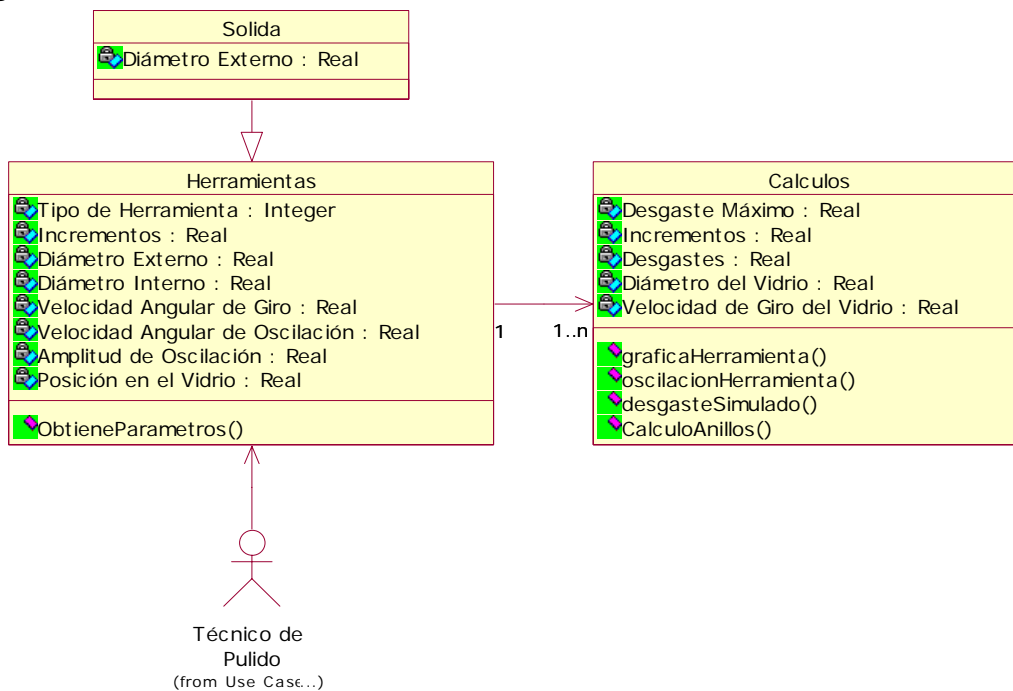 Solida
Diámetro Externo : Real
Herramientas
Tipo de Herramienta : Integer
Incrementos : Real
Diámetro Externo : Real
Diámetro Interno : Real
Velocidad Angular de Giro : Real
Velocidad Angular de Oscilación : Real
Amplitud de Oscilación : Real
Posición en el Vidrio : Real
ObtieneParametros()
1
1..n
Calculos
Desgaste Máximo : Real
Incrementos : Real
Desgastes : Real
Diámetro del Vidrio : Real
Velocidad de Giro del Vidrio : Real
graficaHerramienta()
oscilacionHerramienta()
desgasteSimulado()
CalculoAnillos()
Técnico de
Pulido
(from Use Case...)